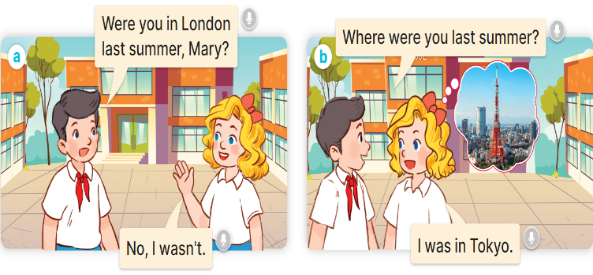 a
Were you in London
last summer, Mary?
No, I wasn't.
b
Where were you last summer?
I was in Tokyo.